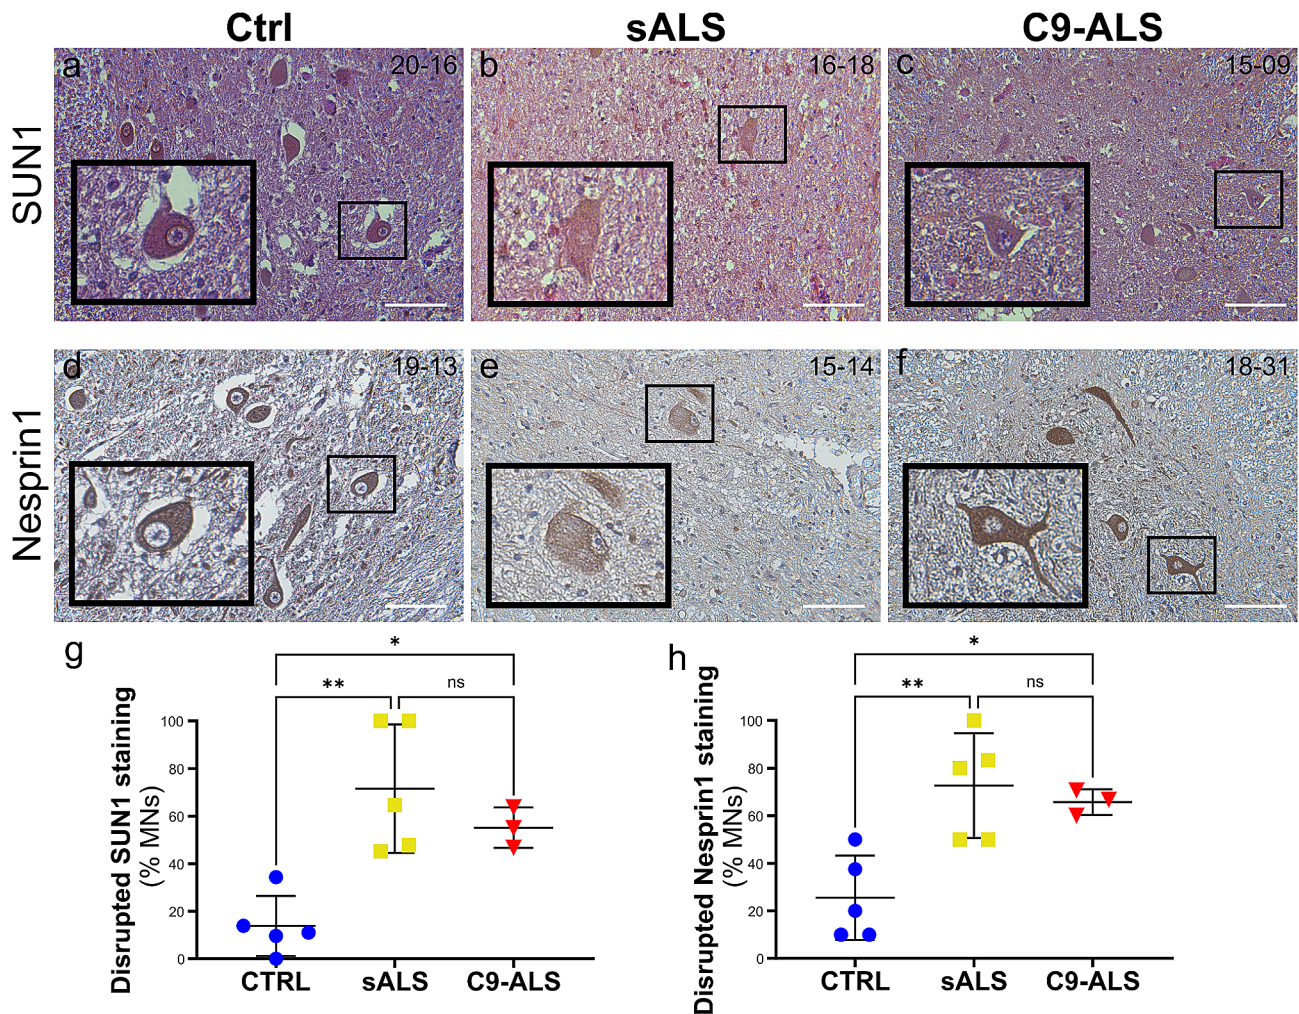 Ctrl sALS C9-ALS
SUN1
a 20-16
b 16-18
c 15-09
Nesprin1
d 19-13
e 15-14
f 18-31
g
* 
** ns
Disrupted SUN1 staining
(% MNs)
100
80
60
40
20
0
CTRL sALS C9-ALS
h
*
** ns
Disrupted Nesprin1 staining
(% MNs)
100
80
60
40
20
0
CTRL sALS C9-ALS